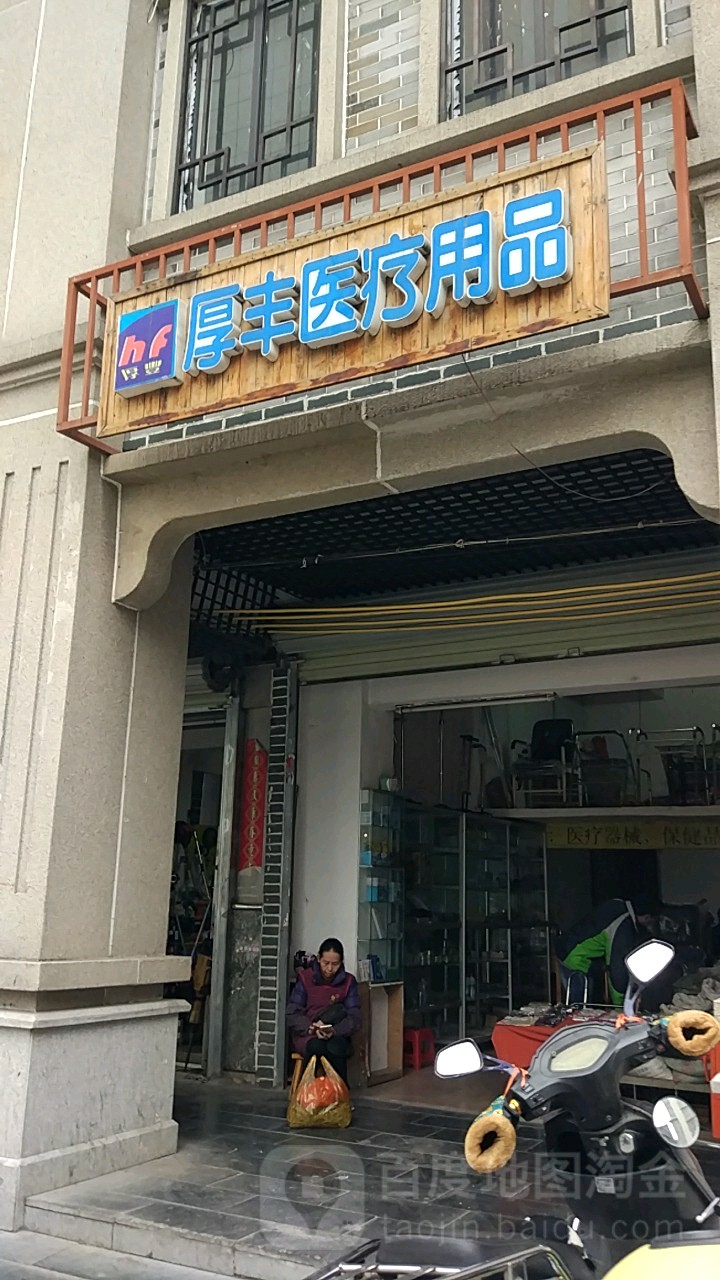 厚丰医疗用品
hf
：医疗器械、保健品
百度地图淘金
taojin.baidu.com